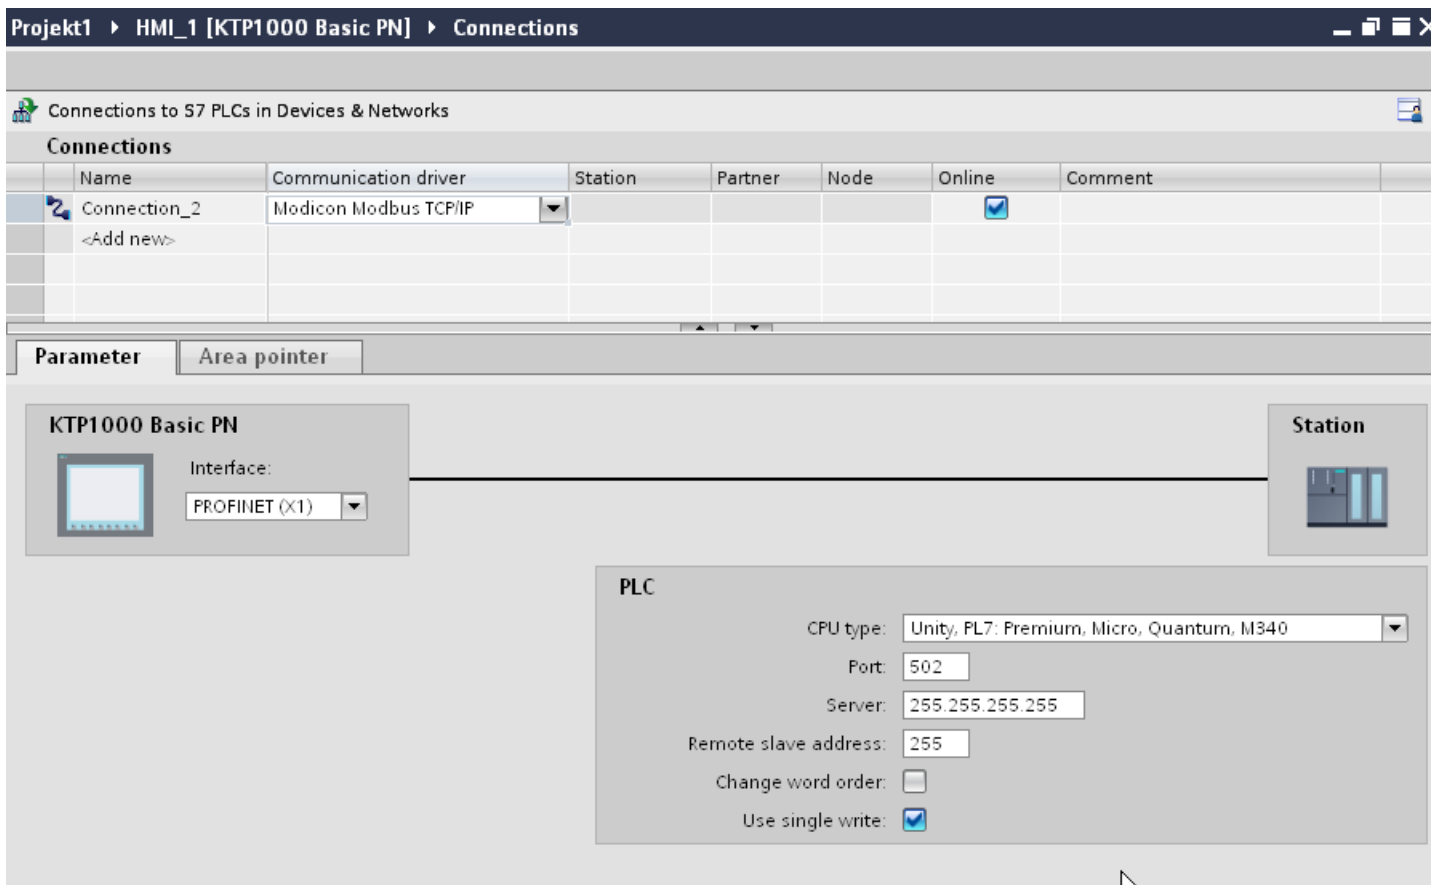 Projekt1 ▸ HMI_1 [KTP1000 Basic PN] ▸ Connections
Connections to S7 PLCs in Devices & Networks
Connections
Name Communication driver Station Partner Node Online Comment
Connection_2 Modicon Modbus TCP/IP
<Add new>
Parameter Area pointer
KTP1000 Basic PN
Station
Interface:
PROFINET (X1)
PLC
CPU type: Unity, PL7: Premium, Micro, Quantum, M340
Port: 502
Server: 255.255.255.255
Remote slave address: 255
Change word order:
Use single write: